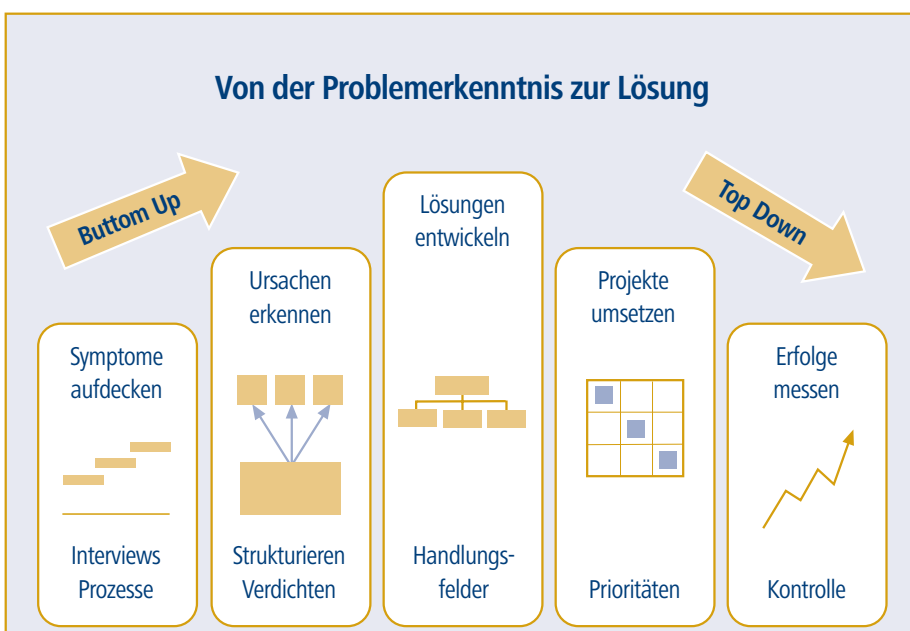 Von der Problemerkenntnis zur Lösung
Buttom Up
Top Down
Symptome
aufdecken
Interviews
Prozesse
Ursachen
erkennen
Strukturieren
Verdichten
Lösungen
entwickeln
Handlungs-
felder
Projekte
umsetzen
Prioritäten
Erfolge
messen
Kontrolle